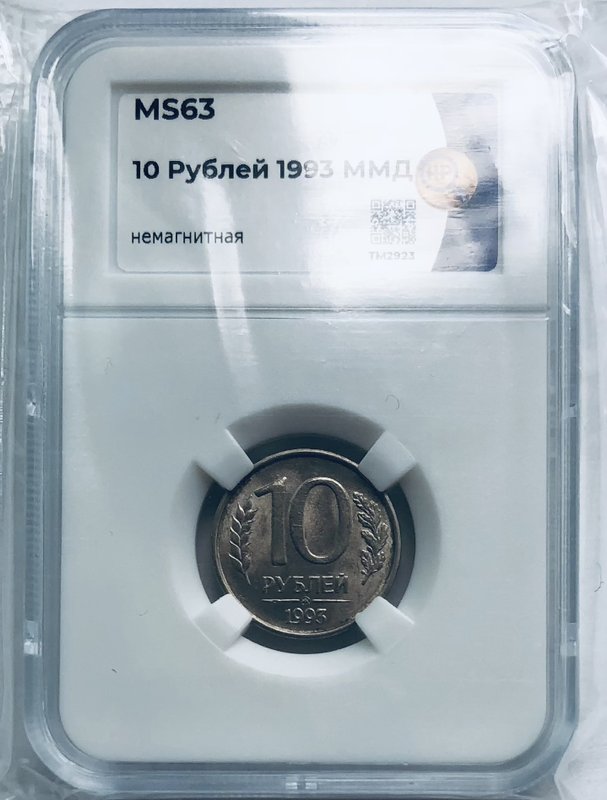 MS63
10 Рублей 1993 ММД
немагнитная
TM2923
10
РУБЛЕЙ
1993